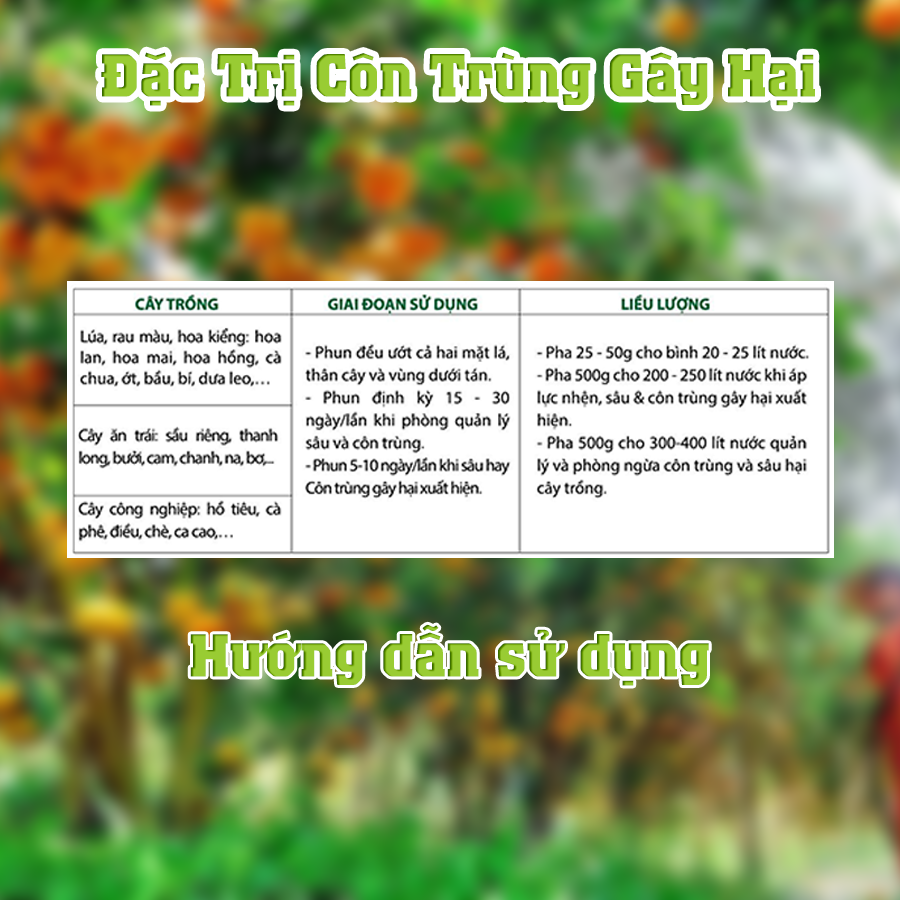 Đặc Trị Côn Trùng Gây Hại
CÂY TRỒNG
GIAI ĐOẠN SỬ DỤNG
LIỀU LƯỢNG
Lúa, rau màu, hoa kiểng: hoa
lan, hoa mai, hoa hồng, cà
chua, ớt, bầu, bí, dưa leo,...
Cây ăn trái: sầu riêng, thanh
long, bưởi, cam, chanh, na, bơ,...
Cây công nghiệp: hồ tiêu, cà
phê, điều, chè, ca cao,...
- Phun đều ướt cả hai mặt lá,
thân cây và vùng dưới tán.
- Phun định kỳ 15 - 30
ngày/lần khi phòng quản lý
sâu và côn trùng.
- Phun 5-10 ngày/lần khi sâu hay
Côn trùng gây hại xuất hiện.
- Pha 25 - 50g cho bình 20 - 25 lít nước.
- Pha 500g cho 200 - 250 lít nước khi áp
lực nhện, sâu & côn trùng gây hại xuất
hiện.
- Pha 500g cho 300-400 lít nước quản
lý và phòng ngừa côn trùng và sâu hại
cây trồng.
Hướng dẫn sử dụng